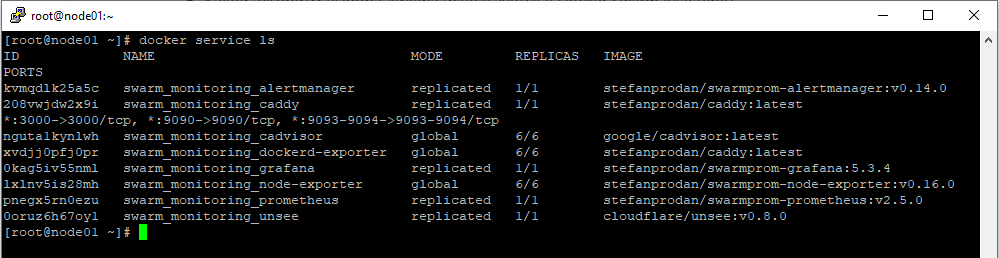 root@node01:~
[root@node01 ~]# docker service ls
ID NAME MODE REPLICAS IMAGE
PORTS
kvmqdlk25a5c swarm_monitoring_alertmanager replicated 1/1 stefanprodan/swarmprom-alertmanager:v0.14.0
208vwjdw2x9i swarm_monitoring_caddy replicated 1/1 stefanprodan/caddy:latest
*:3000->3000/tcp, *:9090->9090/tcp, *:9093-9094->9093-9094/tcp
ngutalkynlwh swarm_monitoring_cadvisor global 6/6 google/cadvisor:latest
xvdjj0pfj0pr swarm_monitoring_dockerd-exporter global 6/6 stefanprodan/caddy:latest
0kag5iv55nml swarm_monitoring_grafana replicated 1/1 stefanprodan/swarmprom-grafana:5.3.4
lxlnv5is28mh swarm_monitoring_node-exporter global 6/6 stefanprodan/swarmprom-node-exporter:v0.16.0
pnegx5rn0ezu swarm_monitoring_prometheus replicated 1/1 stefanprodan/swarmprom-prometheus:v2.5.0
0oruz6h67oyl swarm_monitoring_unsee replicated 1/1 cloudflare/unsee:v0.8.0
[root@node01 ~]#